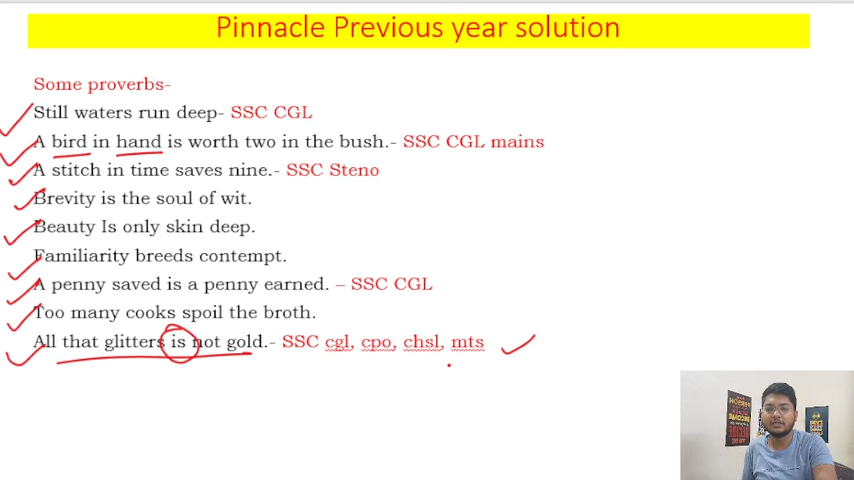 Pinnacle Previous year solution
Some proverbs-
Still waters run deep- SSC CGL
A bird in hand is worth two in the bush.- SSC CGL mains
A stitch in time saves nine.- SSC Steno
Brevity is the soul of wit.
Beauty Is only skin deep.
Familiarity breeds contempt.
A penny saved is a penny earned. – SSC CGL
Too many cooks spoil the broth.
All that glitters is not gold.- SSC cgl, cpo, chsl, mts